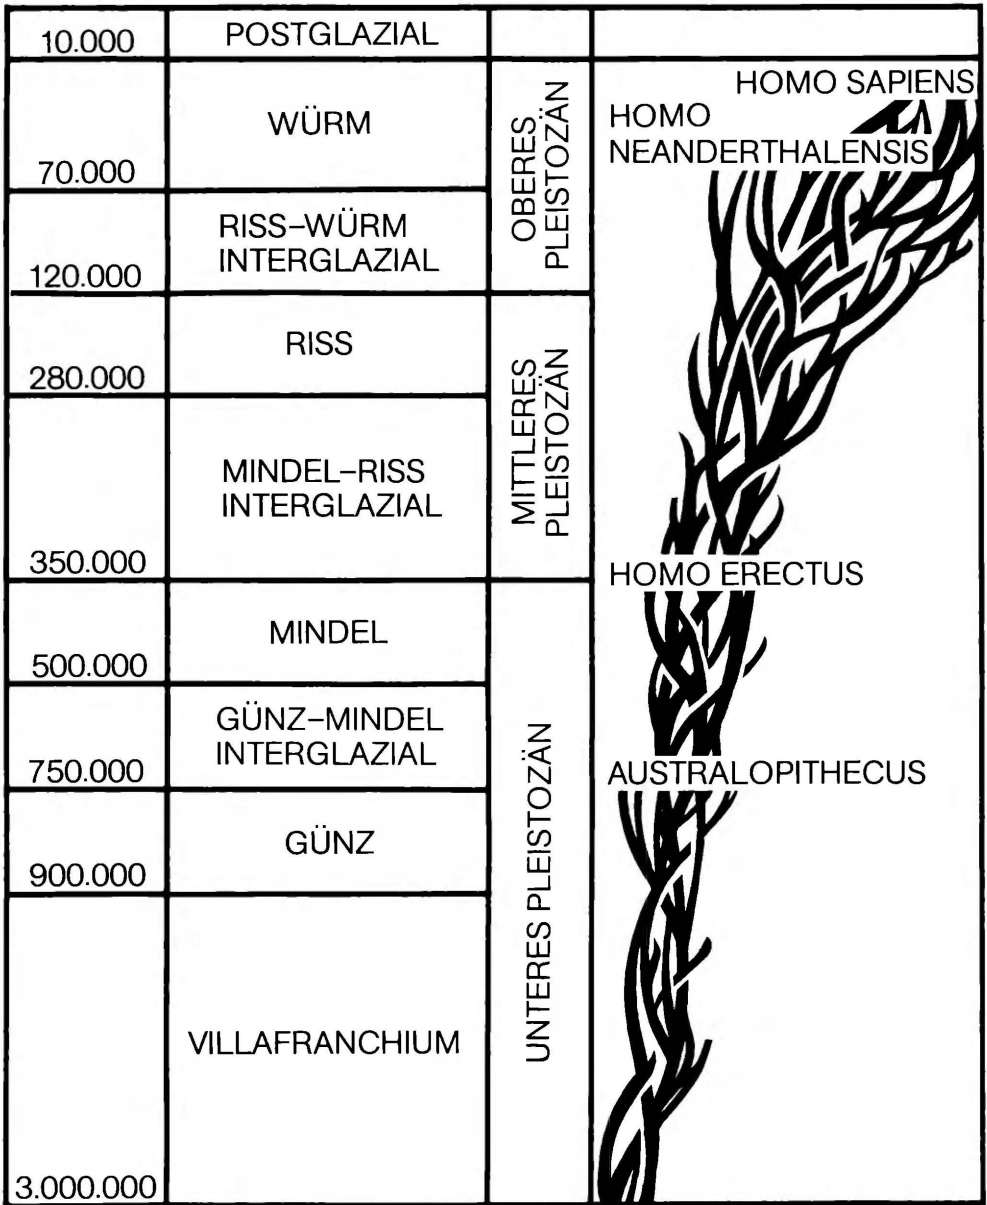 10.000
POSTGLAZIAL
WÜRM
70.000
RISS–WÜRM
INTERGLAZIAL
120.000
RISS
280.000
MINDEL–RISS
INTERGLAZIAL
350.000
MINDEL
500.000
GÜNZ–MINDEL
INTERGLAZIAL
750.000
GÜNZ
900.000
VILLAFRANCHIUM
3.000.000
OBERES
PLEISTOZÄN
MITTLERES
PLEISTOZÄN
UNTERES PLEISTOZÄN
HOMO SAPIENS
HOMO
NEANDERTHALENSIS
HOMO ERECTUS
AUSTRALOPITHECUS